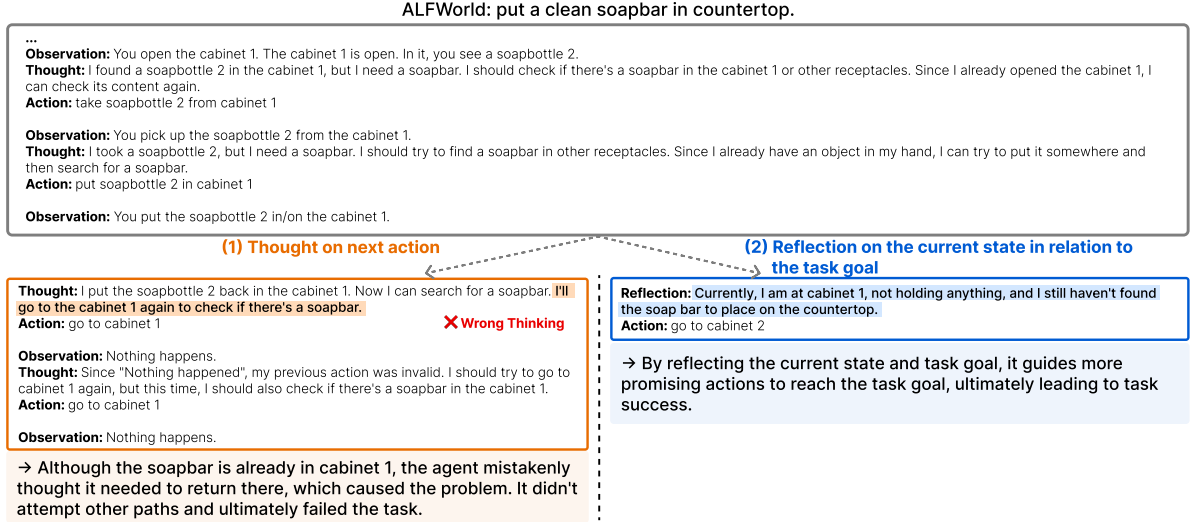 ALFWorld: put a clean soapbar in countertop.
...
Observation: You open the cabinet 1. The cabinet 1 is open. In it, you see a soapbottle 2.
Thought: I found a soapbottle 2 in the cabinet 1, but I need a soapbar. I should check if there's a soapbar in the cabinet 1 or other receptacles. Since I already opened the cabinet 1, I
can check its content again.
Action: take soapbottle 2 from cabinet 1
Observation: You pick up the soapbottle 2 from the cabinet 1.
Thought: I took a soapbottle 2, but I need a soapbar. I should try to find a soapbar in other receptacles. Since I already have an object in my hand, I can try to put it somewhere and
then search for a soapbar.
Action: put soapbottle 2 in cabinet 1
Observation: You put the soapbottle 2 in/on the cabinet 1.
(1) Thought on next action
Thought: I put the soapbottle 2 back in the cabinet 1. Now I can search for a soapbar. I'll
go to the cabinet 1 again to check if there's a soapbar.
Action: go to cabinet 1
❌ Wrong Thinking
Observation: Nothing happens.
Thought: Since "Nothing happened", my previous action was invalid. I should try to go to
cabinet 1 again, but this time, I should also check if there's a soapbar in the cabinet 1.
Action: go to cabinet 1
Observation: Nothing happens.
→ Although the soapbar is already in cabinet 1, the agent mistakenly
thought it needed to return there, which caused the problem. It didn't
attempt other paths and ultimately failed the task.
(2) Reflection on the current state in relation to
the task goal
Reflection: Currently, I am at cabinet 1, not holding anything, and I still haven't found
the soap bar to place on the countertop.
Action: go to cabinet 2
→ By reflecting the current state and task goal, it guides more
promising actions to reach the task goal, ultimately leading to task
success.